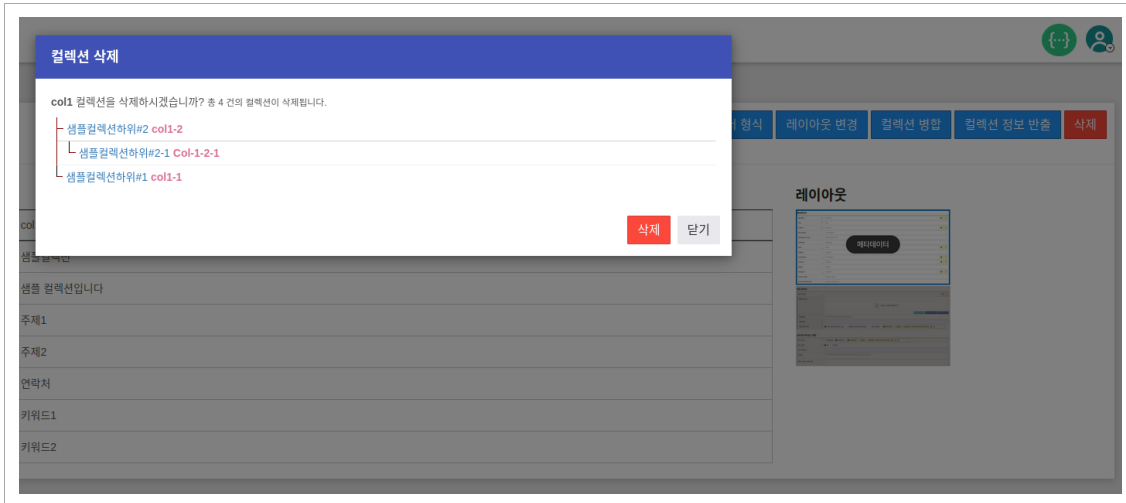 {···}
컬렉션 삭제
col1 컬렉션을 삭제하시겠습니까? 총 4 건의 컬렉션이 삭제됩니다.
샘플컬렉션하위#2 col1-2
샘플컬렉션하위#2-1 Col-1-2-1
샘플컬렉션하위#1 col1-1
삭제 닫기
형식 레이아웃 변경 컬렉션 병합 컬렉션 정보 반출 삭제
레이아웃
메타데이터
col
샘플컬렉션
샘플 컬렉션입니다
주제1
주제2
연락처
키워드1
키워드2